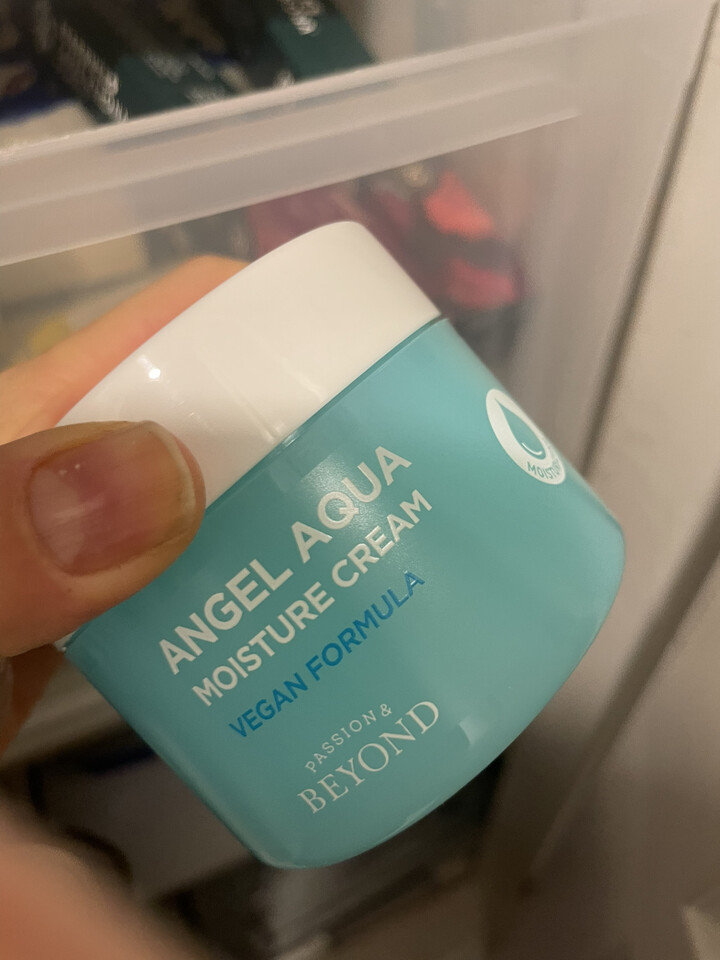 ANGEL AQUA
MOISTURE CREAM
VEGAN FORMULA
PASSION &
BEYOND